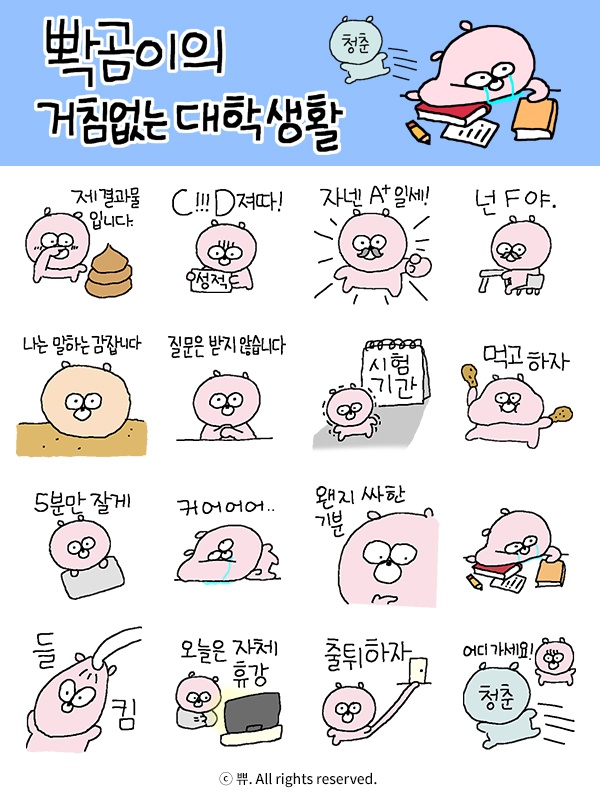 뽝곰이의
거침없는 대학생활
청춘
제 결과물
입니다.
C!!! D져따!
성적표
자넨 A+일세!
넌 F야.
나는 말하는 감잡니다
질문은 받지 않습니다
시험
기간
먹고 하자
5분만 잘게
커어어어..
왠지 싸한
기분
들
킴
오늘은 자체
휴강
출튀하자
어디가세요!
청춘
ⓒ 쀼. All rights reserved.